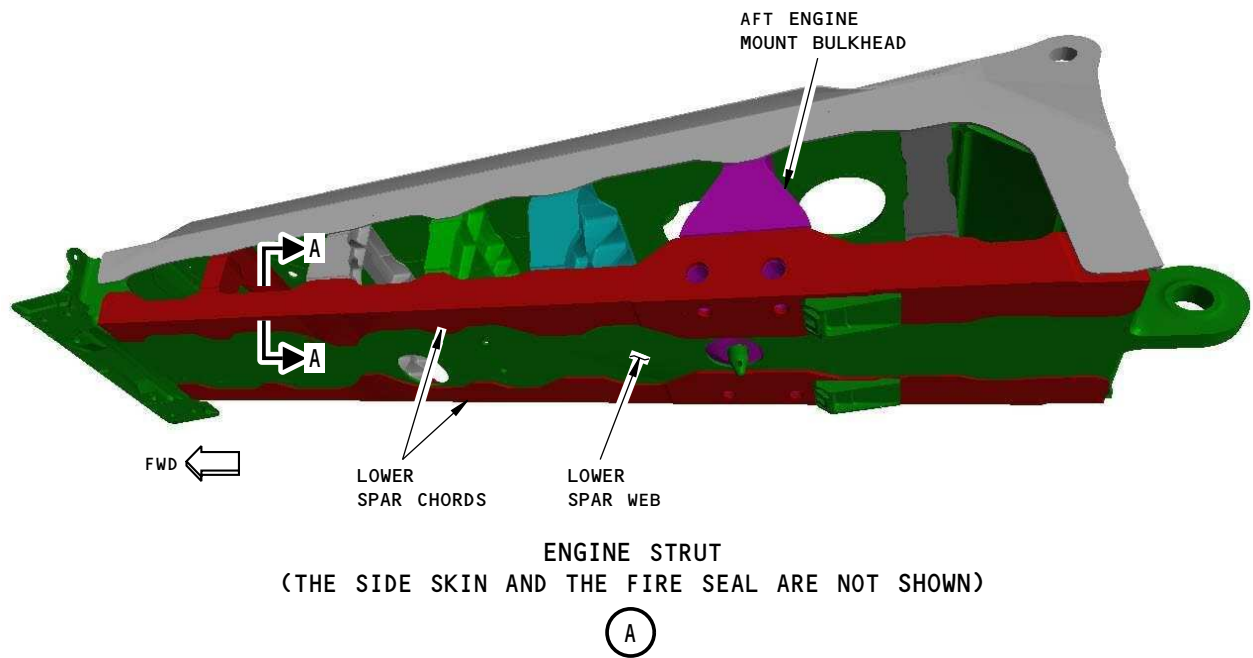 AFT ENGINE
MOUNT BULKHEAD
A
A
FWD
LOWER
SPAR CHORDS
LOWER
SPAR WEB
ENGINE STRUT
(THE SIDE SKIN AND THE FIRE SEAL ARE NOT SHOWN)
A